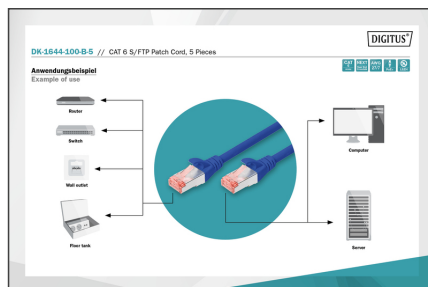 DIGITUS
DK-1644-100-B-5 // CAT 6 S/FTP Patch Cord, 5 Pieces
Anwendungsbeispiel
Example of use
Router
Switch
Wall outlet
Floor tank
Computer
Server